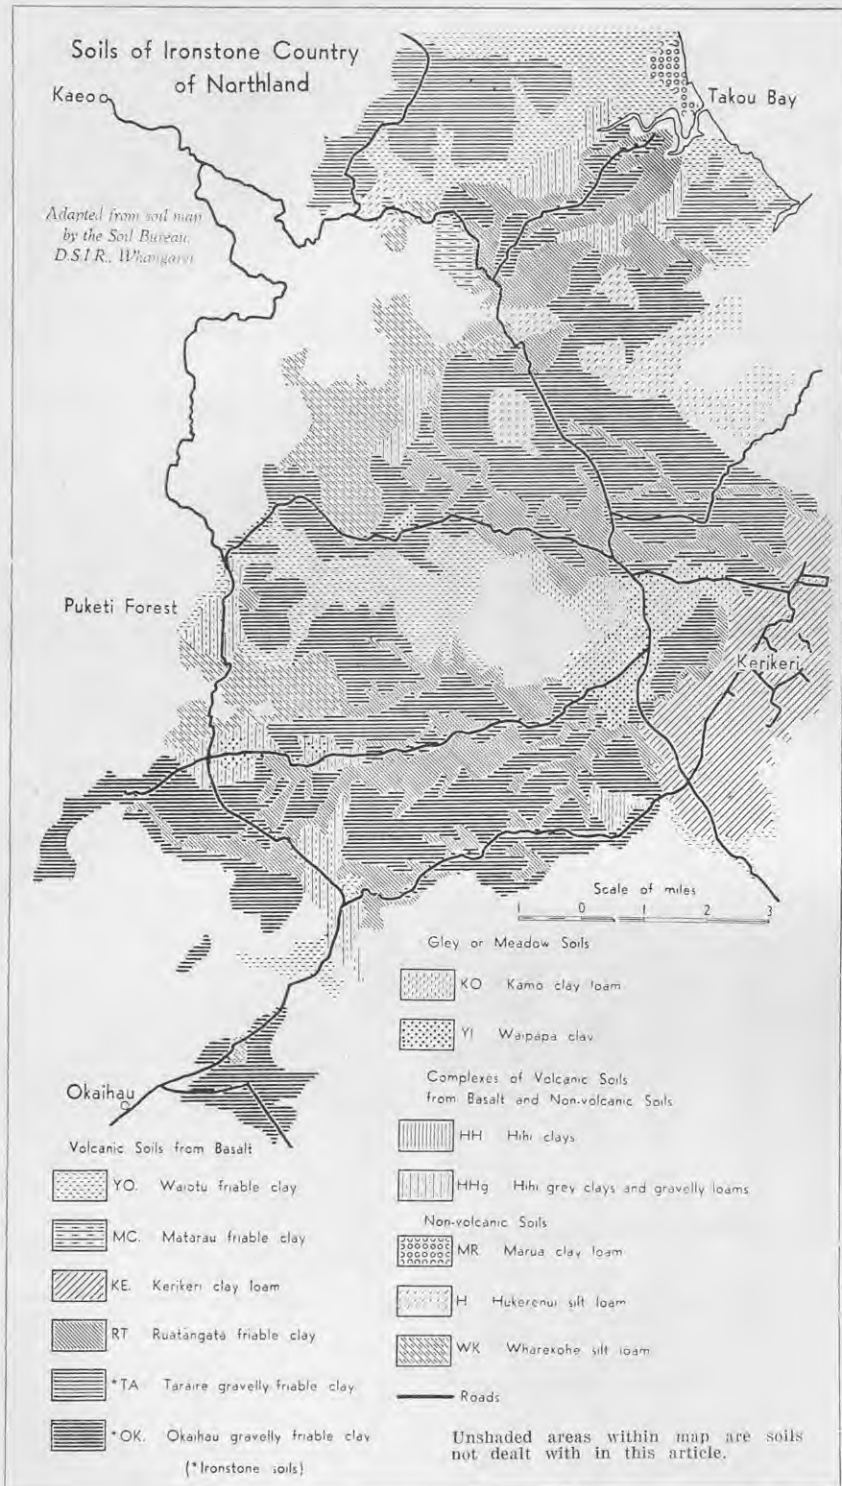 Soils of Ironstone Country
of Northland
Kaeo
Takou Bay
Adapted from soil map
by the Soil Bureau,
D.S.I.R., Whangarei
Puketi Forest
Kerikeri
Scale of miles
1 0 1 2 3
Okaihau
Gley or Meadow Soils
KO Kamo clay loam
YI Waipapa clay
Complexes of Volcanic Soils
from Basalt and Non-volcanic Soils
HH Hihi clays
HHg Hihi grey clays and gravelly loams
Non-volcanic Soils
MR Marua clay loam
H Hukerenui silt loam
WK Wharekohe silt loam
Roads
Volcanic Soils from Basalt
YO. Waiotu friable clay
MC. Matarau friable clay
KE. Kerikeri clay loam
RT Ruatangata friable clay
*TA Taraire gravelly friable clay
*OK. Okaihau gravelly friable clay
(*Ironstone soils)
Unshaded areas within map are soils
not dealt with in this article.